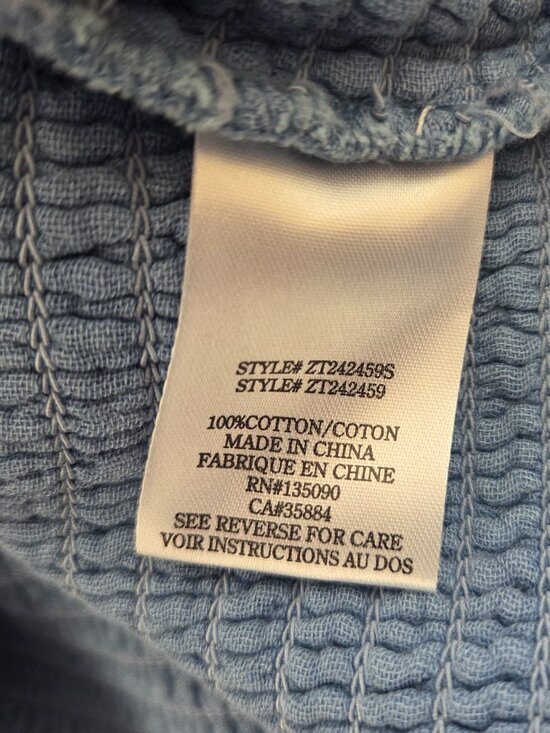 STYLE# ZT242459S
STYLE# ZT242459
100%COTTON/COTON
MADE IN CHINA
FABRIQUE EN CHINE
RN#135090
CA#35884
SEE REVERSE FOR CARE
VOIR INSTRUCTIONS AU DOS